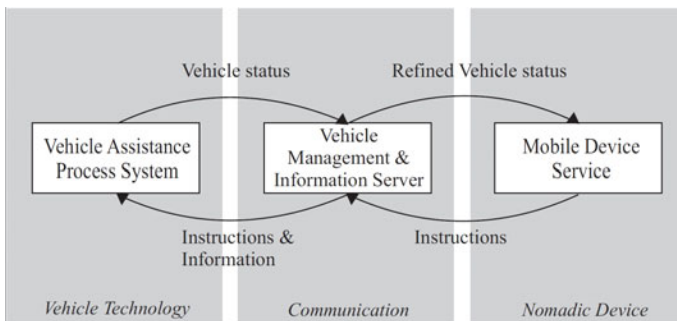 Vehicle status
Refined Vehicle status
Vehicle Assistance
Process System
Vehicle
Management &
Information Server
Mobile Device
Service
Instructions &
Information
Instructions
Vehicle Technology
Communication
Nomadic Device